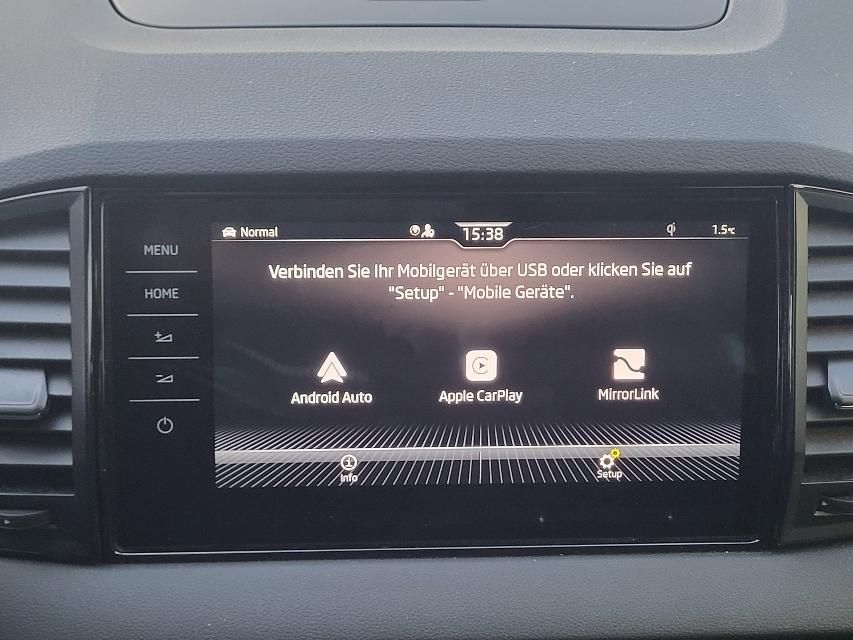 Normal
15:38
qi
1.5°C
MENU
HOME
Verbinden Sie Ihr Mobilgerät über USB oder klicken Sie auf
"Setup" - "Mobile Geräte".
Android Auto
Apple CarPlay
MirrorLink
Info
Setup